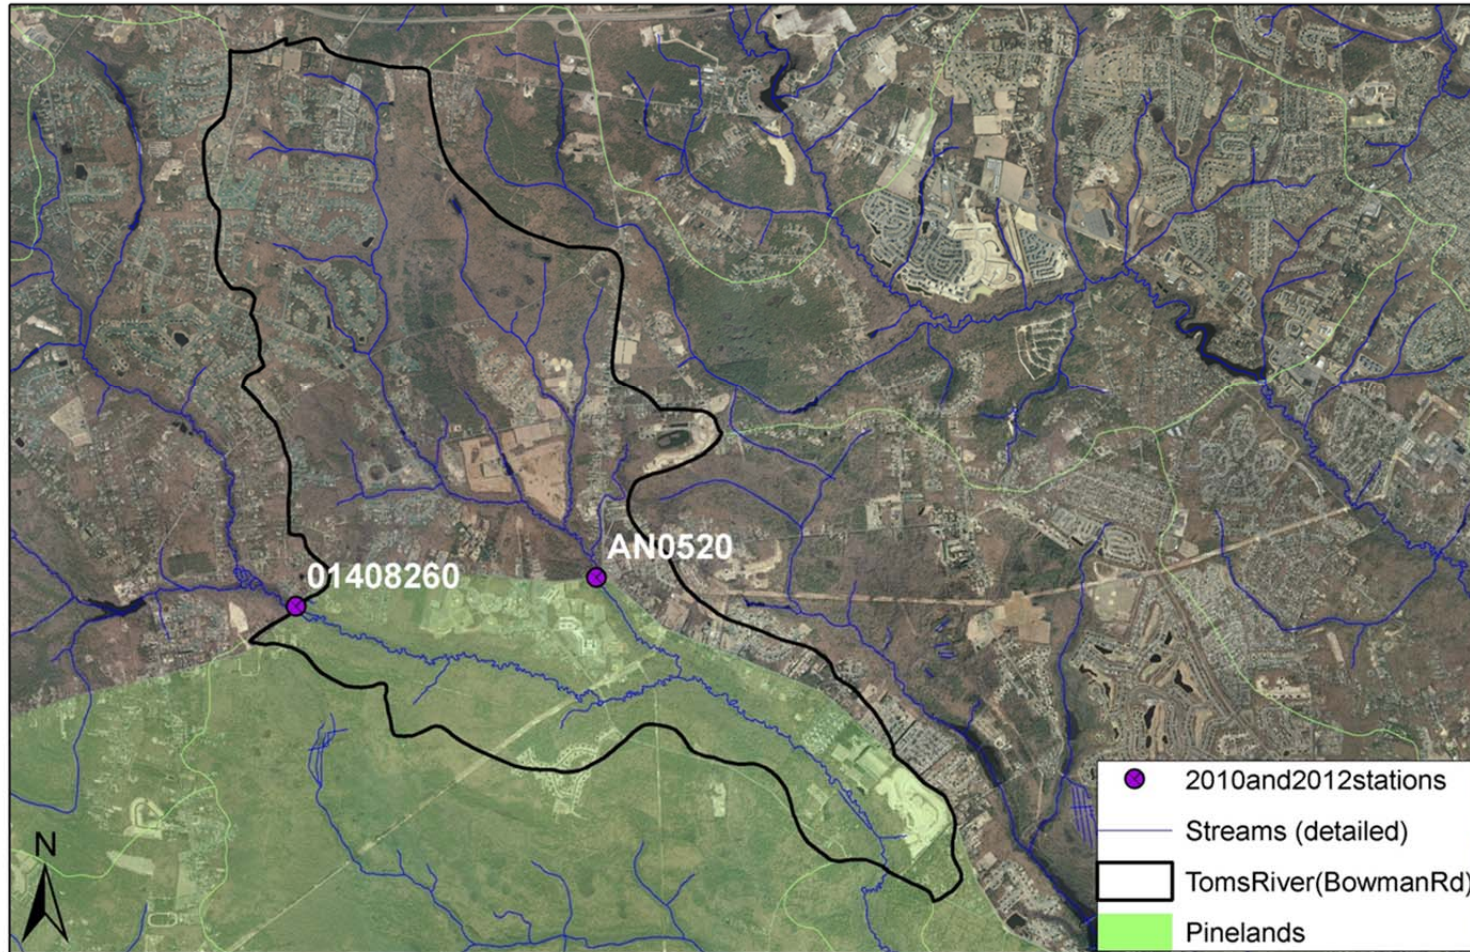 AN0520
01408260
N
2010and2012stations
Streams (detailed)
TomsRiver(BowmanRd)
Pinelands